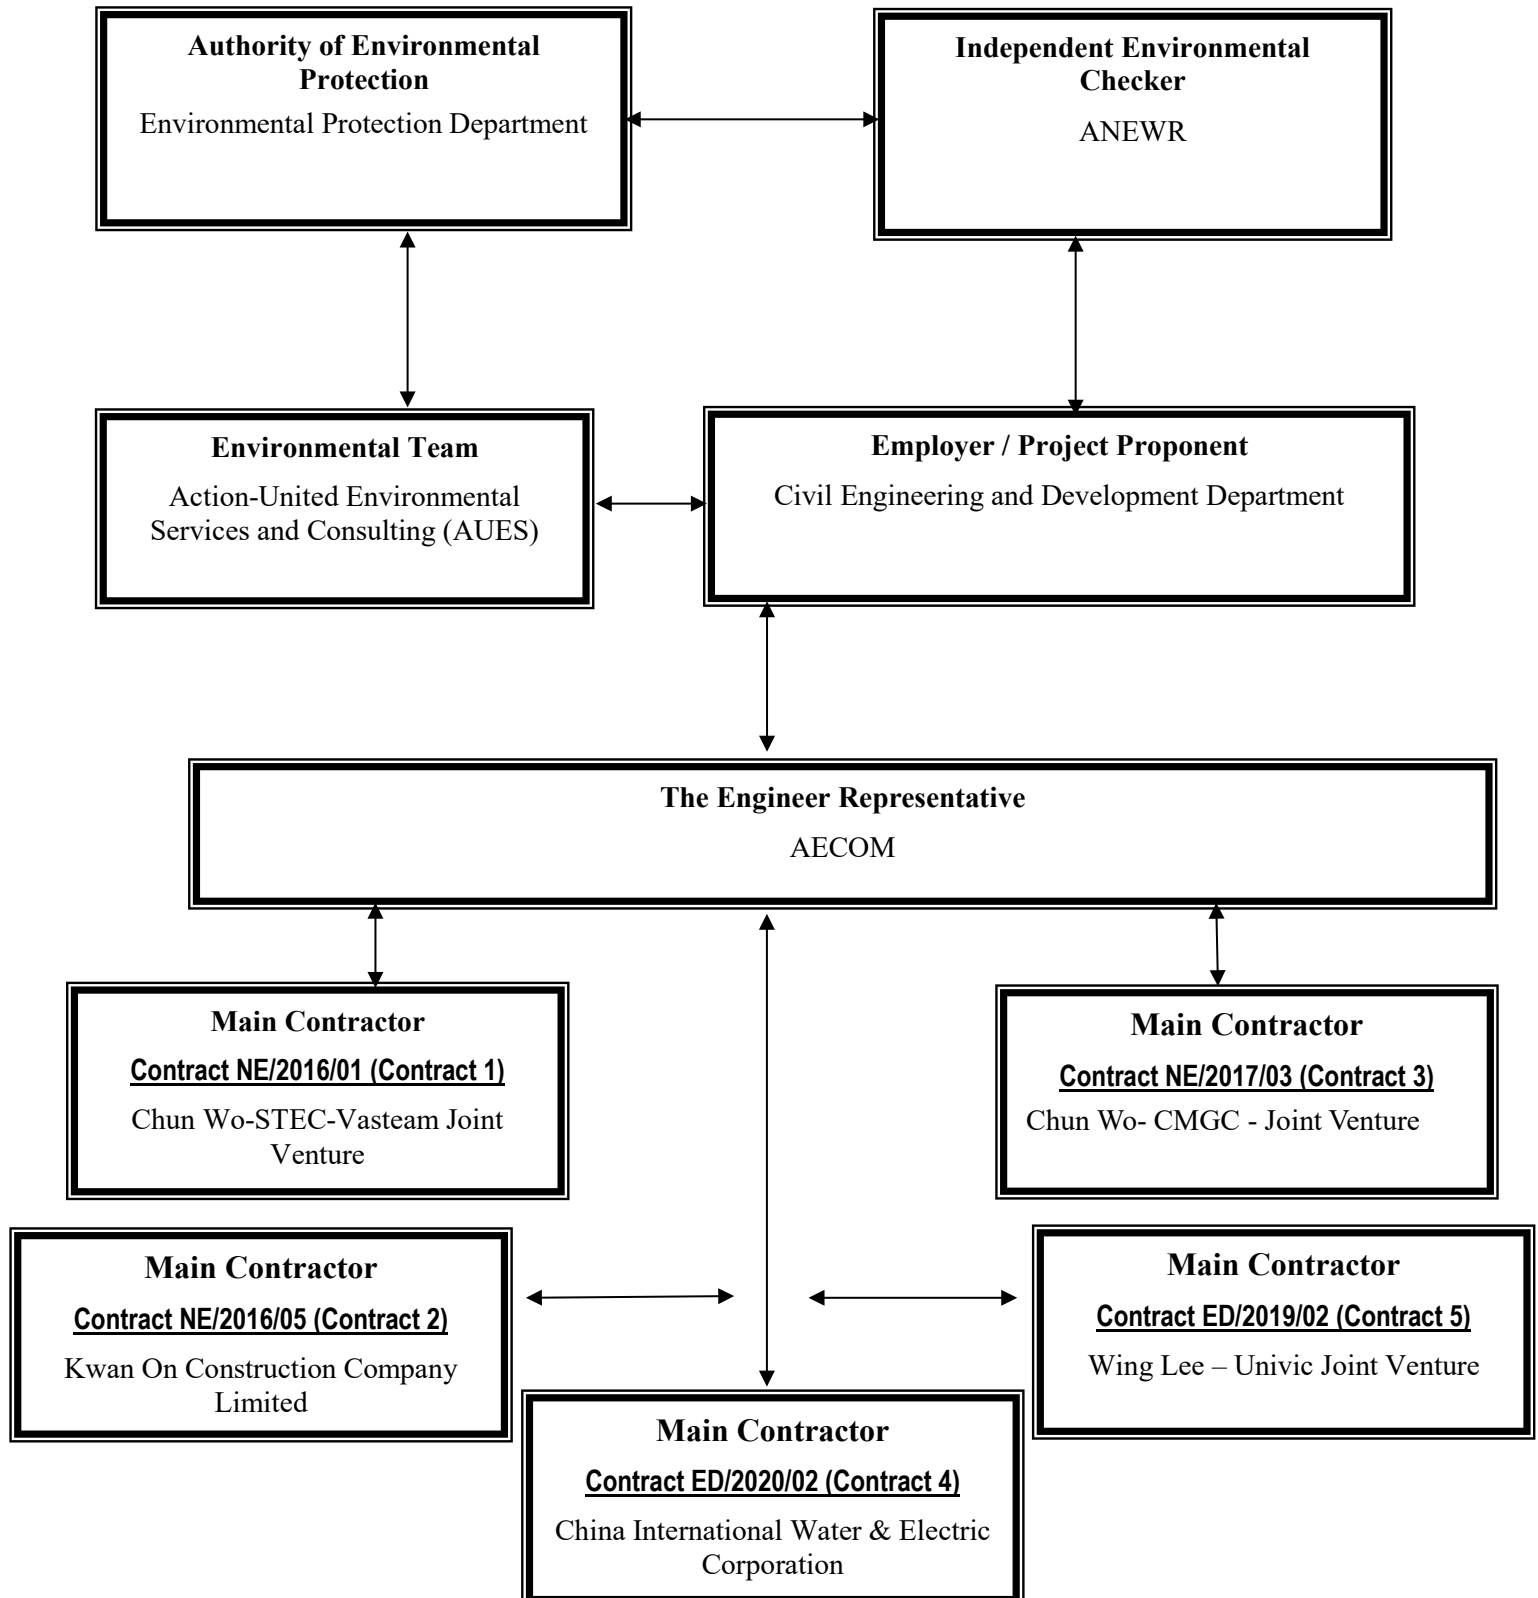 Authority of Environmental
Protection
Environmental Protection Department
Independent Environmental
Checker
ANEWR
Environmental Team
Action-United Environmental
Services and Consulting (AUES)
Employer / Project Proponent
Civil Engineering and Development Department
The Engineer Representative
AECOM
Main Contractor
Contract NE/2016/01 (Contract 1)
Chun Wo-STEC-Vasteam Joint
Venture
Main Contractor
Contract NE/2017/03 (Contract 3)
Chun Wo- CMGC - Joint Venture
Main Contractor
Contract NE/2016/05 (Contract 2)
Kwan On Construction Company
Limited
Main Contractor
Contract ED/2019/02 (Contract 5)
Wing Lee – Univic Joint Venture
Main Contractor
Contract ED/2020/02 (Contract 4)
China International Water & Electric
Corporation